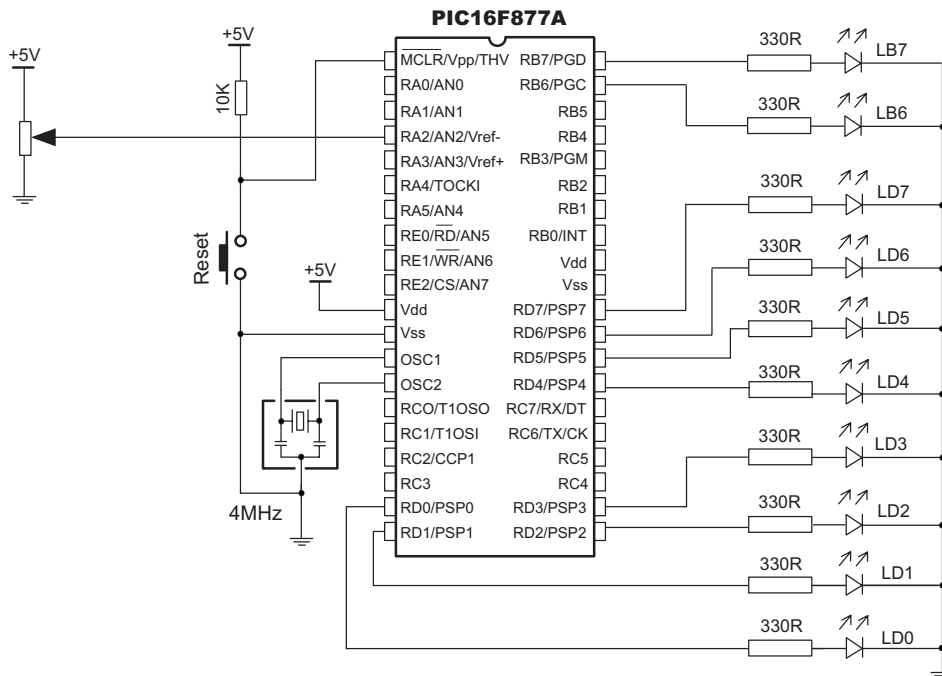 PIC16F877A
+5V
+5V
10K
Reset
+5V
4MHz
MCLR/Vpp/THV
RA0/AN0
RA1/AN1
RA2/AN2/Vref-
RA3/AN3/Vref+
RA4/TOCKI
RA5/AN4
RE0/RD/AN5
RE1/WR/AN6
RE2/CS/AN7
Vdd
Vss
OSC1
OSC2
RCO/T1OSO
RC1/T1OSI
RC2/CCP1
RC3
RD0/PSP0
RD1/PSP1
RB7/PGD
RB6/PGC
RB5
RB4
RB3/PGM
RB2
RB1
RB0/INT
Vdd
Vss
RD7/PSP7
RD6/PSP6
RD5/PSP5
RD4/PSP4
RC7/RX/DT
RC6/TX/CK
RC5
RC4
RD3/PSP3
RD2/PSP2
330R LB7
330R LB6
330R LD7
330R LD6
330R LD5
330R LD4
330R LD3
330R LD2
330R LD1
330R LD0